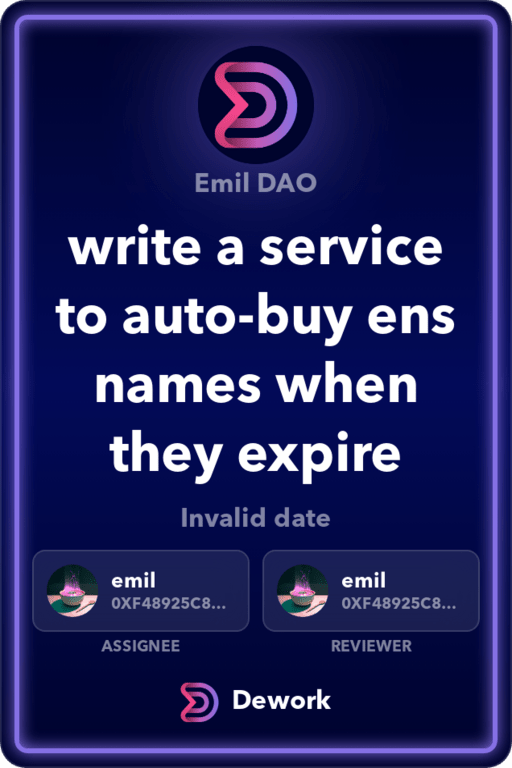 Emil DAO
write a service
to auto-buy ens
names when
they expire
Invalid date
emil
0XF48925C8...
ASSIGNEE
emil
0XF48925C8...
REVIEWER
Dework